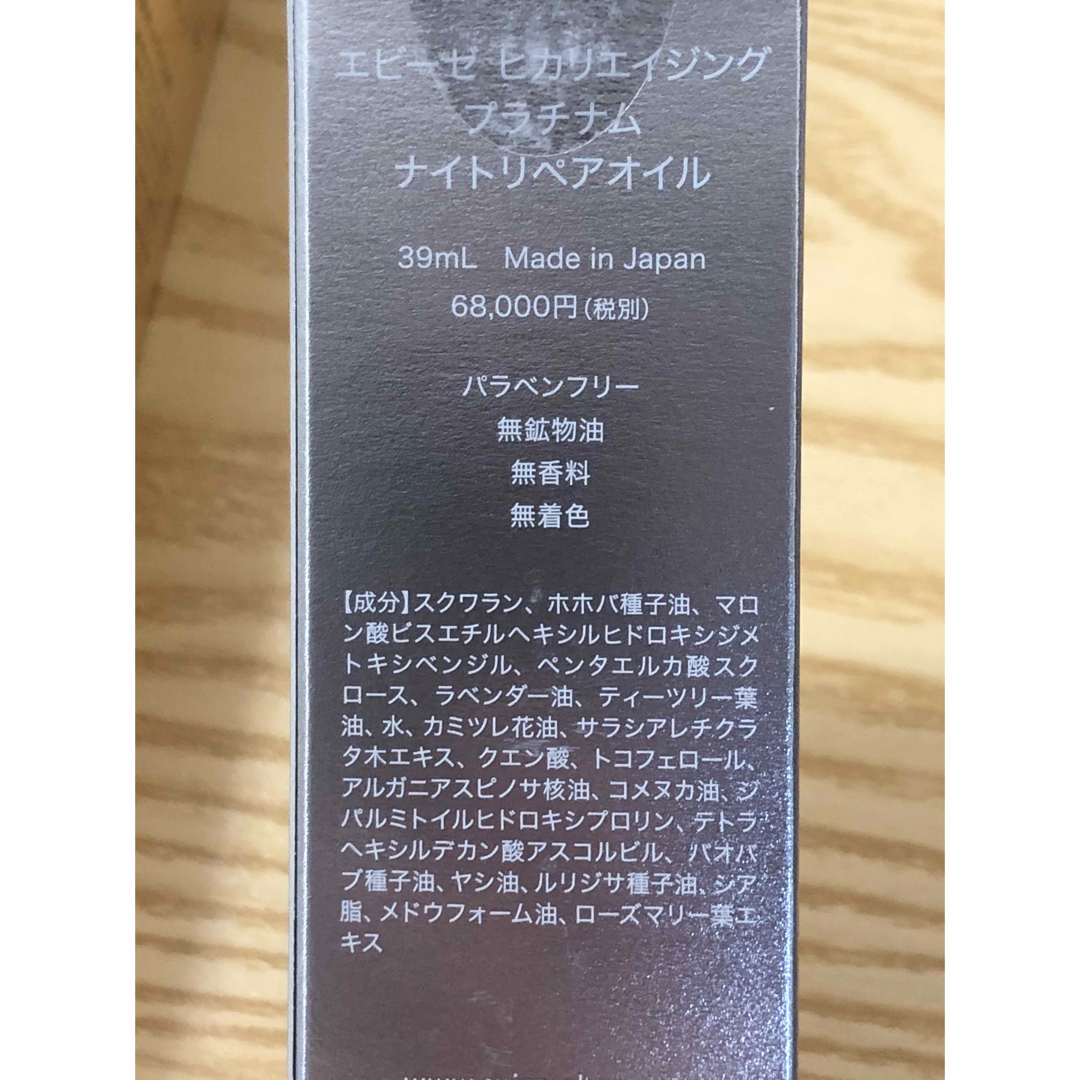 エビーゼ ヒカリエイジング
プラチナム
ナイトリペアオイル
39mL Made in Japan
68,000円(税別)
パラベンフリー
無鉱物油
無香料
無着色
【成分】スクワラン、ホホバ種子油、マロ
ン酸ビスエチルヘキシルヒドロキシジメ
トキシベンジル、ペンタエルカ酸スク
ロース、ラベンダー油、ティーツリー葉
油、水、カミツレ花油、サラシアレチクラ
タ木エキス、クエン酸、トコフェロール、
アルガニアスピノサ核油、コメヌカ油、ジ
パルミトイルヒドロキシプロリン、テトラ
ヘキシルデカン酸アスコルビル、バオバ
ブ種子油、ヤシ油、ルリジサ種子油、シア
脂、メドウフォーム油、ローズマリー葉エ
キス